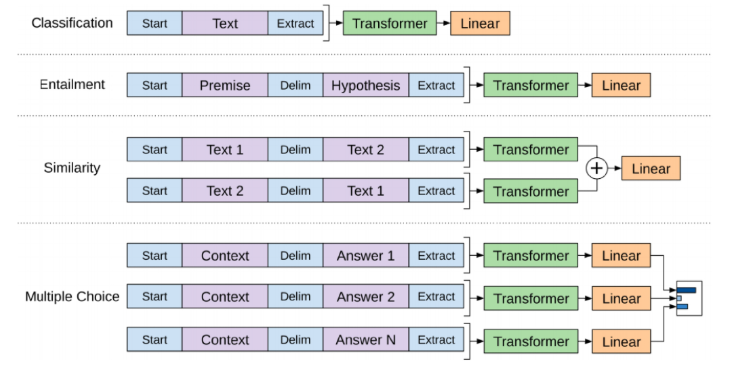 Classification Start Text Extract Transformer Linear
Entailment Start Premise Delim Hypothesis Extract Transformer Linear
Similarity
Start Text 1 Delim Text 2 Extract Transformer
+ Linear
Start Text 2 Delim Text 1 Extract Transformer
Multiple Choice
Start Context Delim Answer 1 Extract Transformer Linear
Start Context Delim Answer 2 Extract Transformer Linear
Start Context Delim Answer N Extract Transformer Linear